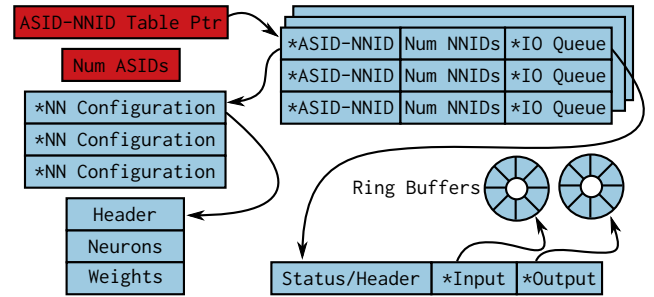 ASID-NNID Table Ptr
Num ASIDs
*ASID-NNID Num NNIDs *IO Queue
*ASID-NNID Num NNIDs *IO Queue
*ASID-NNID Num NNIDs *IO Queue
*NN Configuration
*NN Configuration
*NN Configuration
Header
Neurons
Weights
Ring Buffers
Status/Header *Input *Output